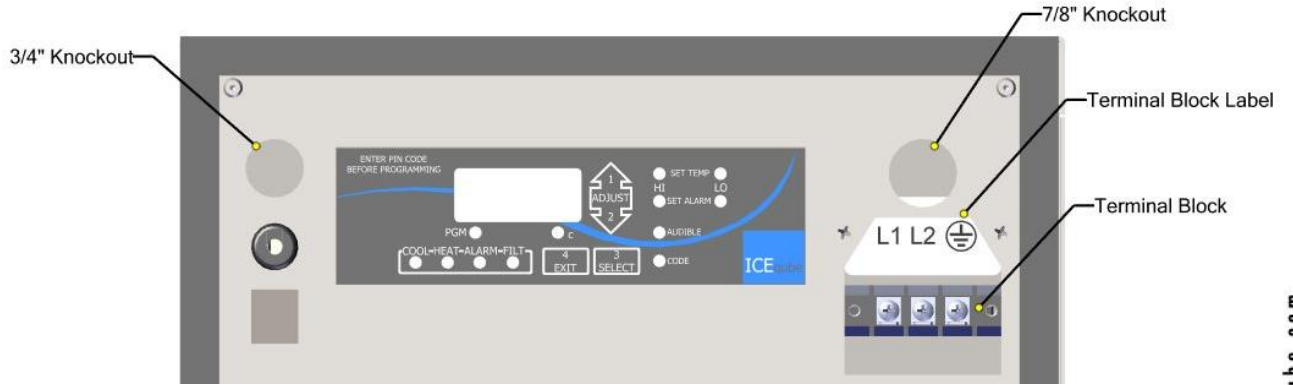 7/8" Knockout
3/4" Knockout
Terminal Block Label
ENTER PIN CODE
BEFORE PROGRAMMING
1
ADJUST
2
SET TEMP
HI
LO
SET ALARM
Terminal Block
PGM
c
AUDIBLE
L1 L2
COOL-HEAT-ALARM-FILT
4
EXIT
3
SELECT
CODE
ICEqube